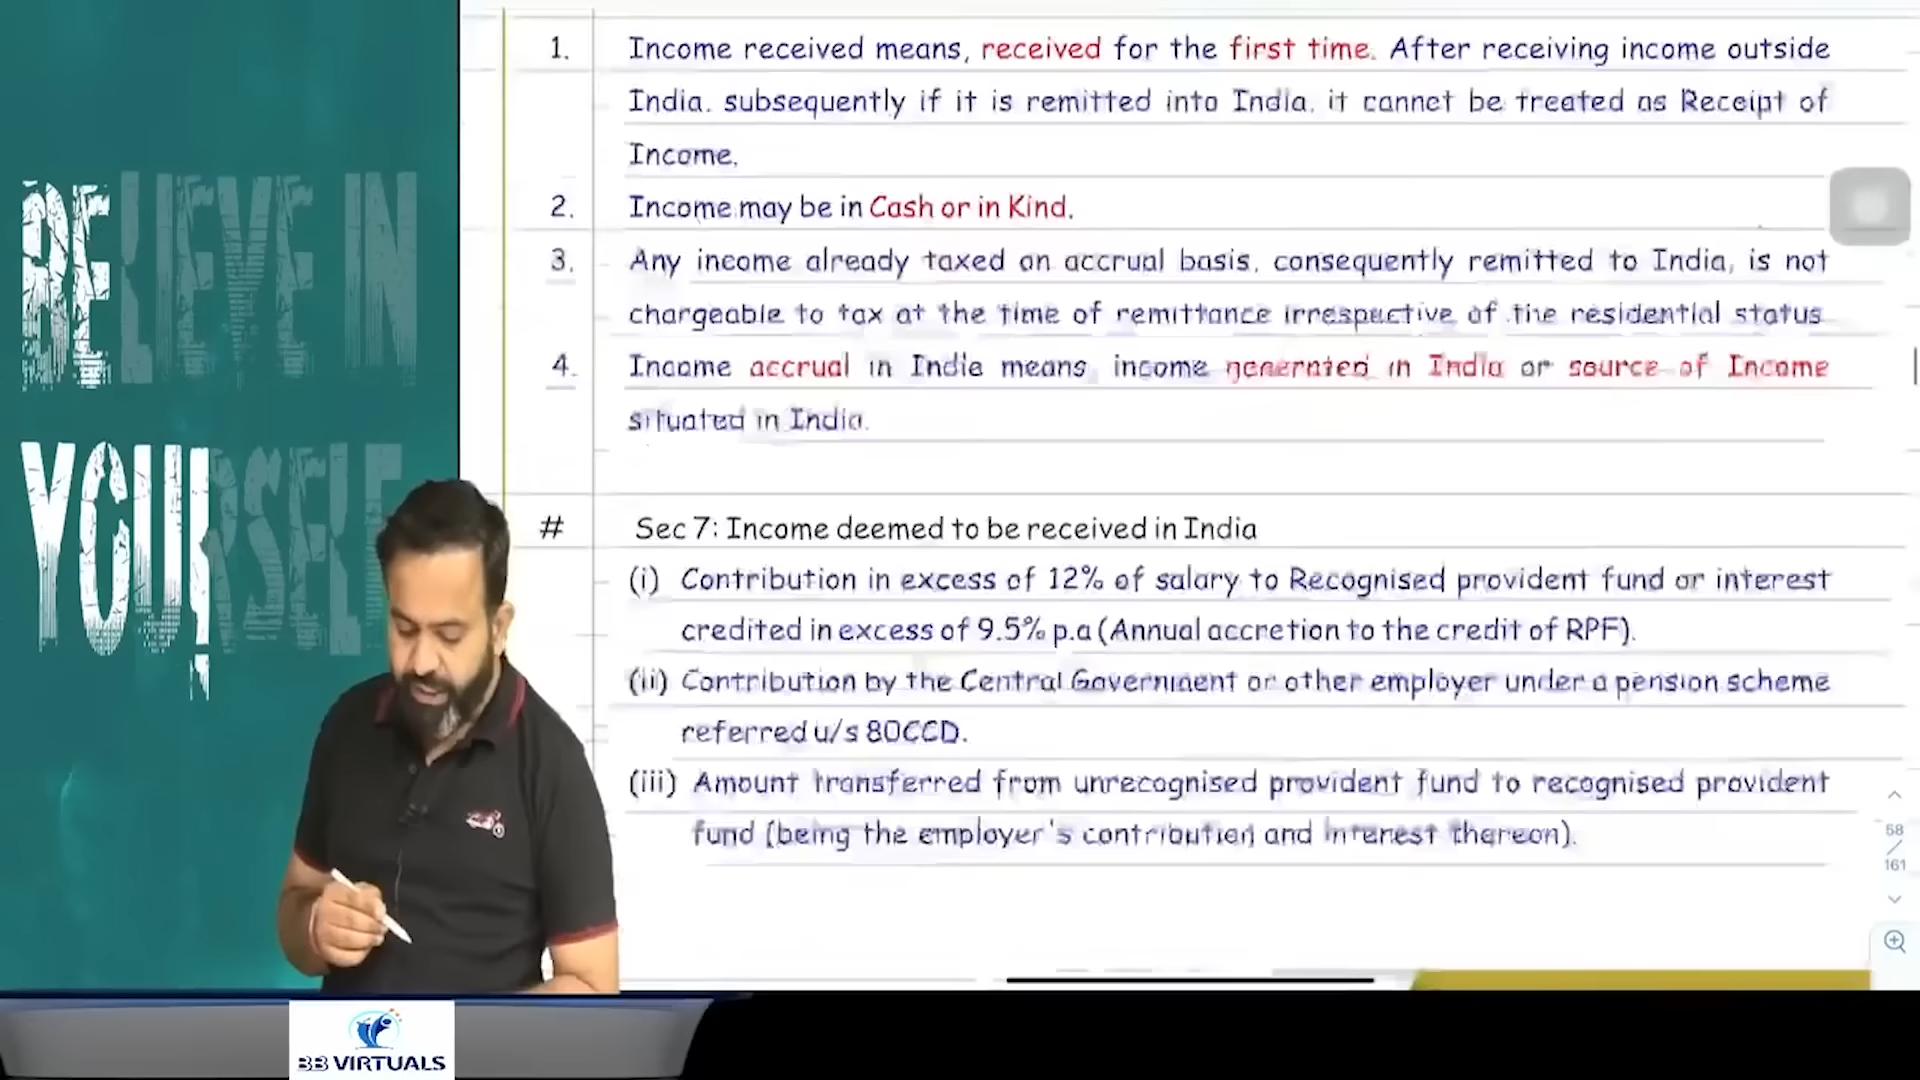 BELIEVE IN
YOURSELF
1. Income received means, received for the first time. After receiving income outside
India. subsequently if it is remitted into India. it cannot be treated as Receipt of
Income.
2. Income may be in Cash or in Kind.
3. Any income already taxed on accrual basis, consequently remitted to India, is not
chargeable to tax at the time of remittance irrespective of the residential status
4. Income accrual in India means income generated in India or source of Income
situated in India.
# Sec 7: Income deemed to be received in India
(i) Contribution in excess of 12% of salary to Recognised provident fund or interest
credited in excess of 9.5% p.a (Annual accretion to the credit of RPF).
(ii) Contribution by the Central Government or other employer under a pension scheme
referred u/s 80CCD.
(iii) Amount transferred from unrecognised provident fund to recognised provident
fund (being the employer's contribution and interest thereon).
58
/
161
BB VIRTUALS